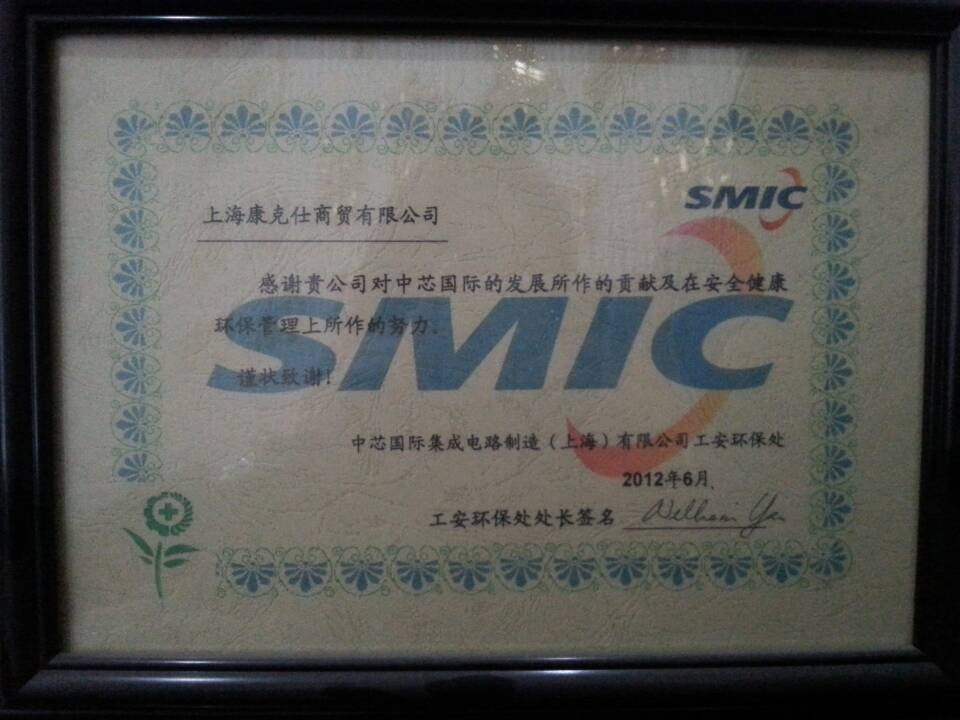 SMIC
上海康克仕商贸有限公司
感谢贵公司对中芯国际的发展所作的贡献及在安全健康
环保管理上所作的努力。
SMIC
谨状致谢!
中芯国际集成电路制造（上海）有限公司工安环保处
2012年6月
工安环保处处长签名